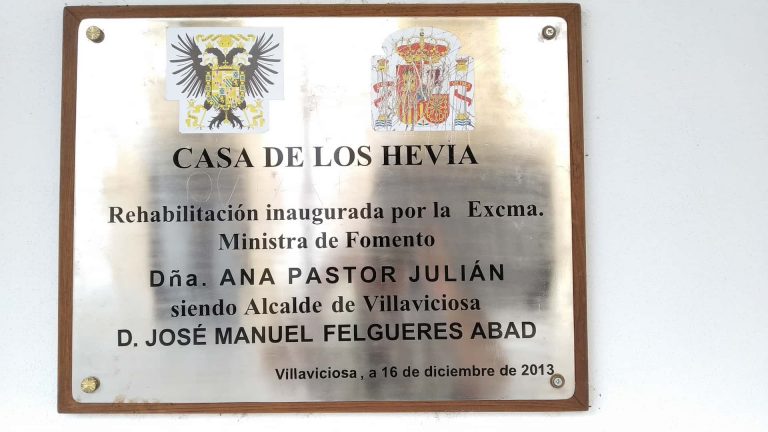 CASA DE LOS HEVIA
Rehabilitación inaugurada por la Excma.
Ministra de Fomento
Dña. ANA PASTOR JULIÁN
siendo Alcalde de Villaviciosa
D. JOSÉ MANUEL FELGUERES ABAD
Villaviciosa, a 16 de diciembre de 2013